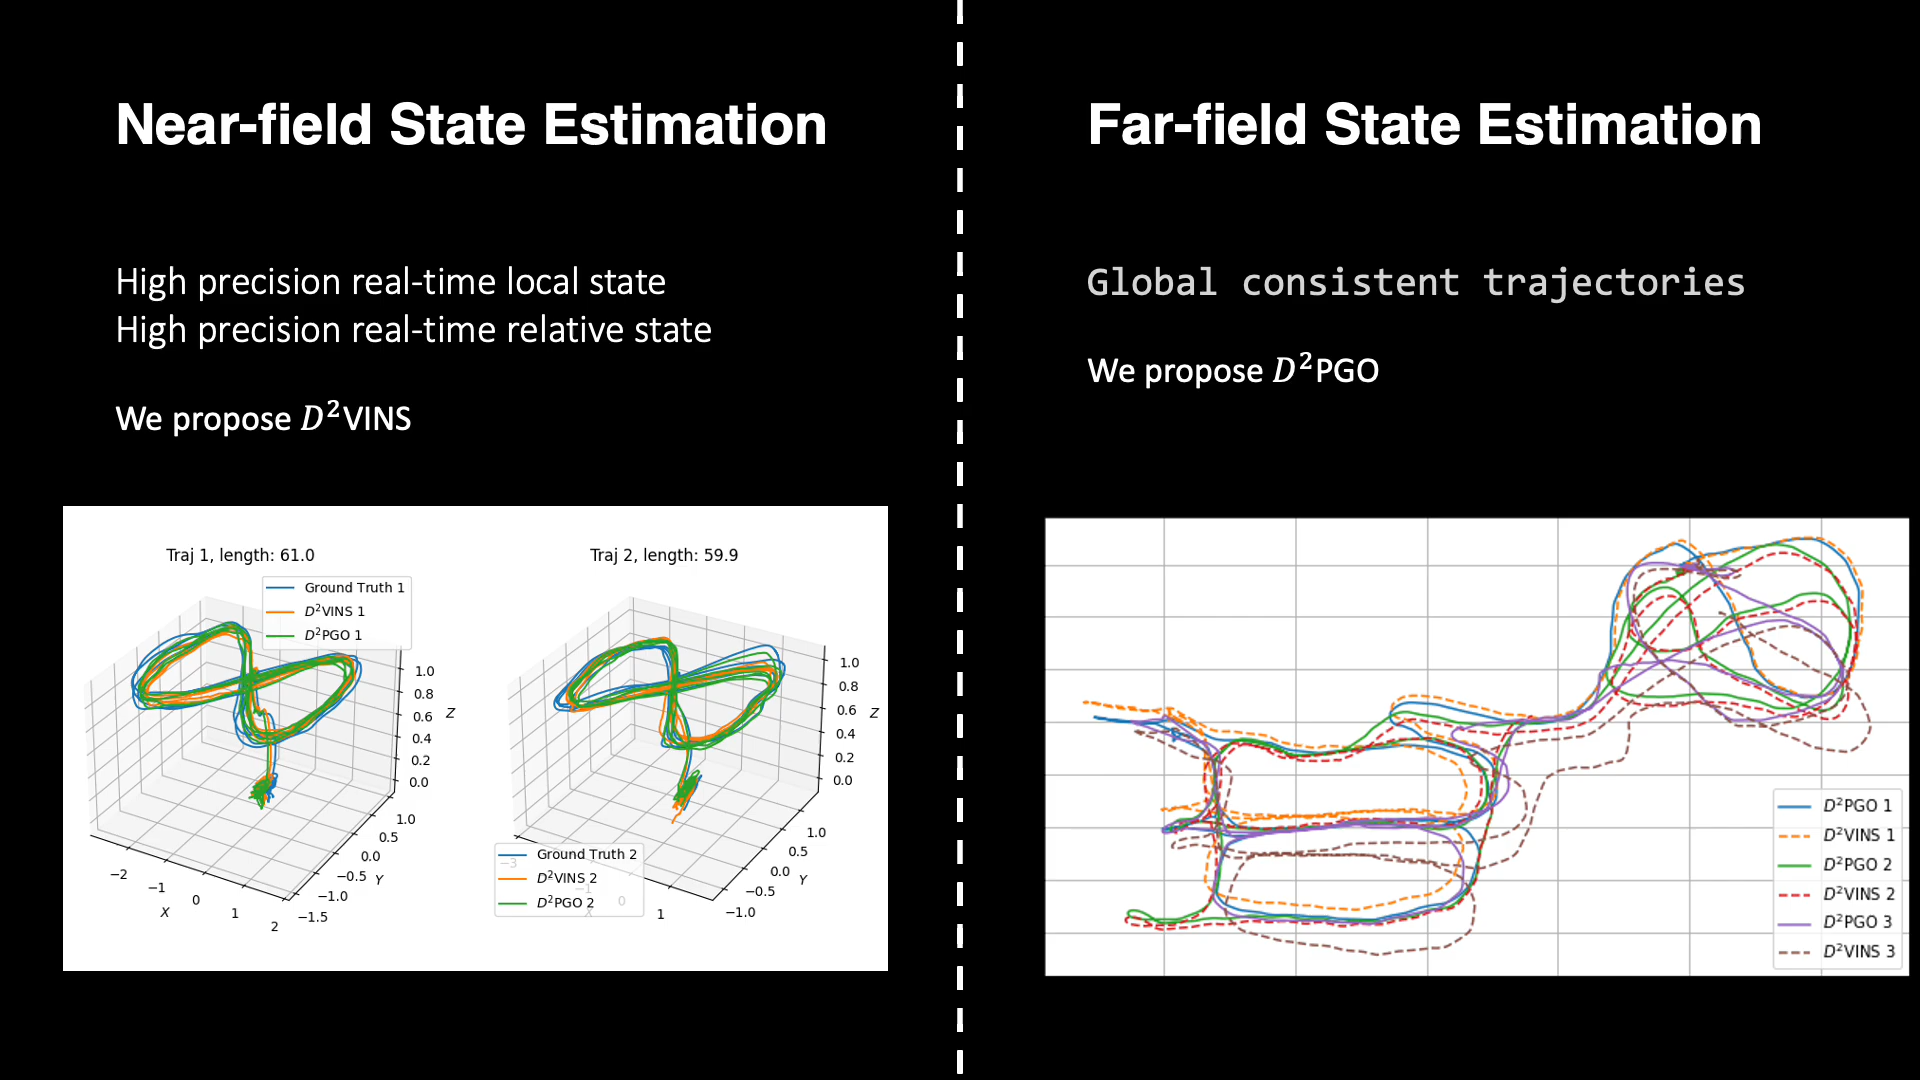 Near-field State Estimation
High precision real-time local state
High precision real-time relative state
We propose D²VINS
Traj 1, length: 61.0
Ground Truth 1
D²VINS 1
D²PGO 1
1.0
0.8
0.6
0.4
0.2
0.0
Z
1.0
0.5
0.0
−0.5
−1.0
−1.5
Y
−2
−1
0
1
2
X
Traj 2, length: 59.9
1.0
0.8
0.6
0.4
0.2
0.0
Z
1.0
0.5
0.0
−0.5
−1.0
Y
Ground Truth 2
D²VINS 2
D²PGO 2
−3
−1
0
1
X
Far-field State Estimation
Global consistent trajectories
We propose D²PGO
D²PGO 1
D²VINS 1
D²PGO 2
D²VINS 2
D²PGO 3
D²VINS 3